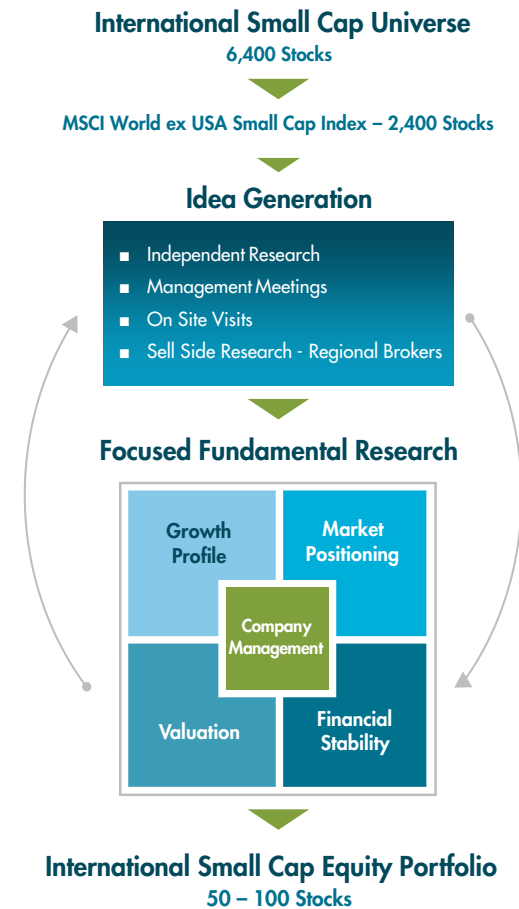 International Small Cap Universe
6,400 Stocks
MSCI World ex USA Small Cap Index – 2,400 Stocks
Idea Generation
■ Independent Research
■ Management Meetings
■ On Site Visits
■ Sell Side Research - Regional Brokers
Focused Fundamental Research
Growth
Profile
Market
Positioning
Company
Management
Valuation
Financial
Stability
International Small Cap Equity Portfolio
50 – 100 Stocks